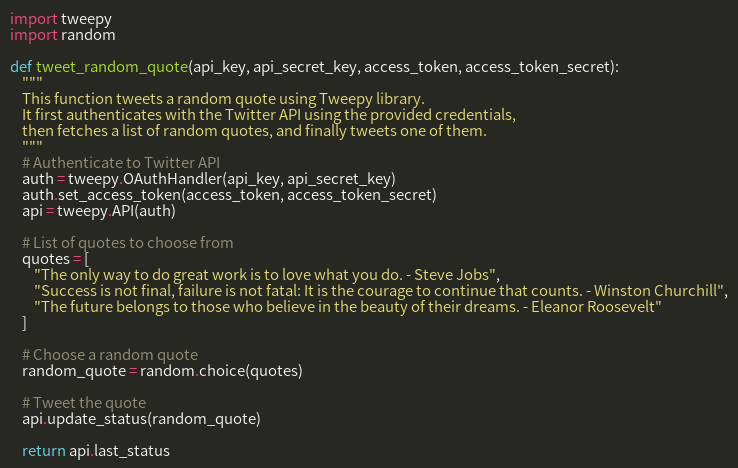 import tweepy
import random

def tweet_random_quote(api_key, api_secret_key, access_token, access_token_secret):
    """
    This function tweets a random quote using Tweepy library.
    It first authenticates with the Twitter API using the provided credentials,
    then fetches a list of random quotes, and finally tweets one of them.
    """
    # Authenticate to Twitter API
    auth = tweepy.OAuthHandler(api_key, api_secret_key)
    auth.set_access_token(access_token, access_token_secret)
    api = tweepy.API(auth)

    # List of quotes to choose from
    quotes = [
        "The only way to do great work is to love what you do. - Steve Jobs",
        "Success is not final, failure is not fatal: It is the courage to continue that counts. - Winston Churchill",
        "The future belongs to those who believe in the beauty of their dreams. - Eleanor Roosevelt"
    ]

    # Choose a random quote
    random_quote = random.choice(quotes)

    # Tweet the quote
    api.update_status(random_quote)

    return api.last_status